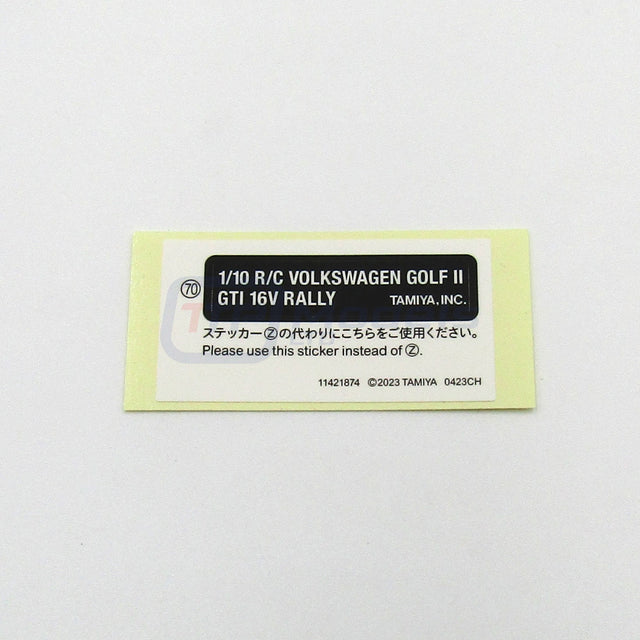 ⑦⓪ 1/10 R/C VOLKSWAGEN GOLF II
GTI 16V RALLY TAMIYA, INC.
ステッカーⓏの代わりにこちらをご使用ください。
Please use this sticker instead of Ⓩ.
11421874 ©2023 TAMIYA 0423CH